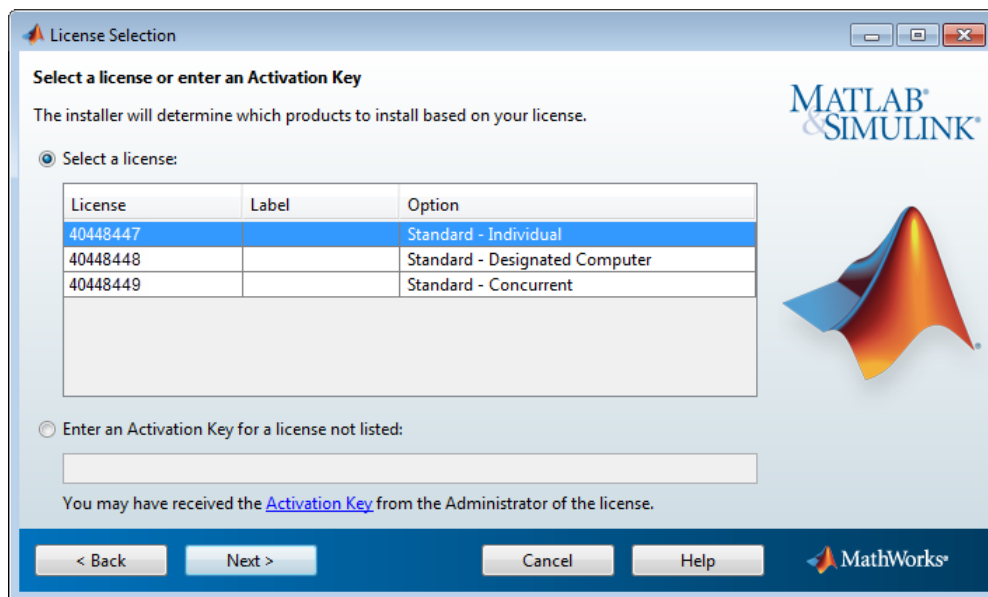 License Selection
Select a license or enter an Activation Key
The installer will determine which products to install based on your license.
MATLAB®
&SIMULINK®
Select a license:
License Label Option
40448447 Standard - Individual
40448448 Standard - Designated Computer
40448449 Standard - Concurrent
®
Enter an Activation Key for a license not listed:
You may have received the Activation Key from the Administrator of the license.
< Back Next > Cancel Help MathWorks®